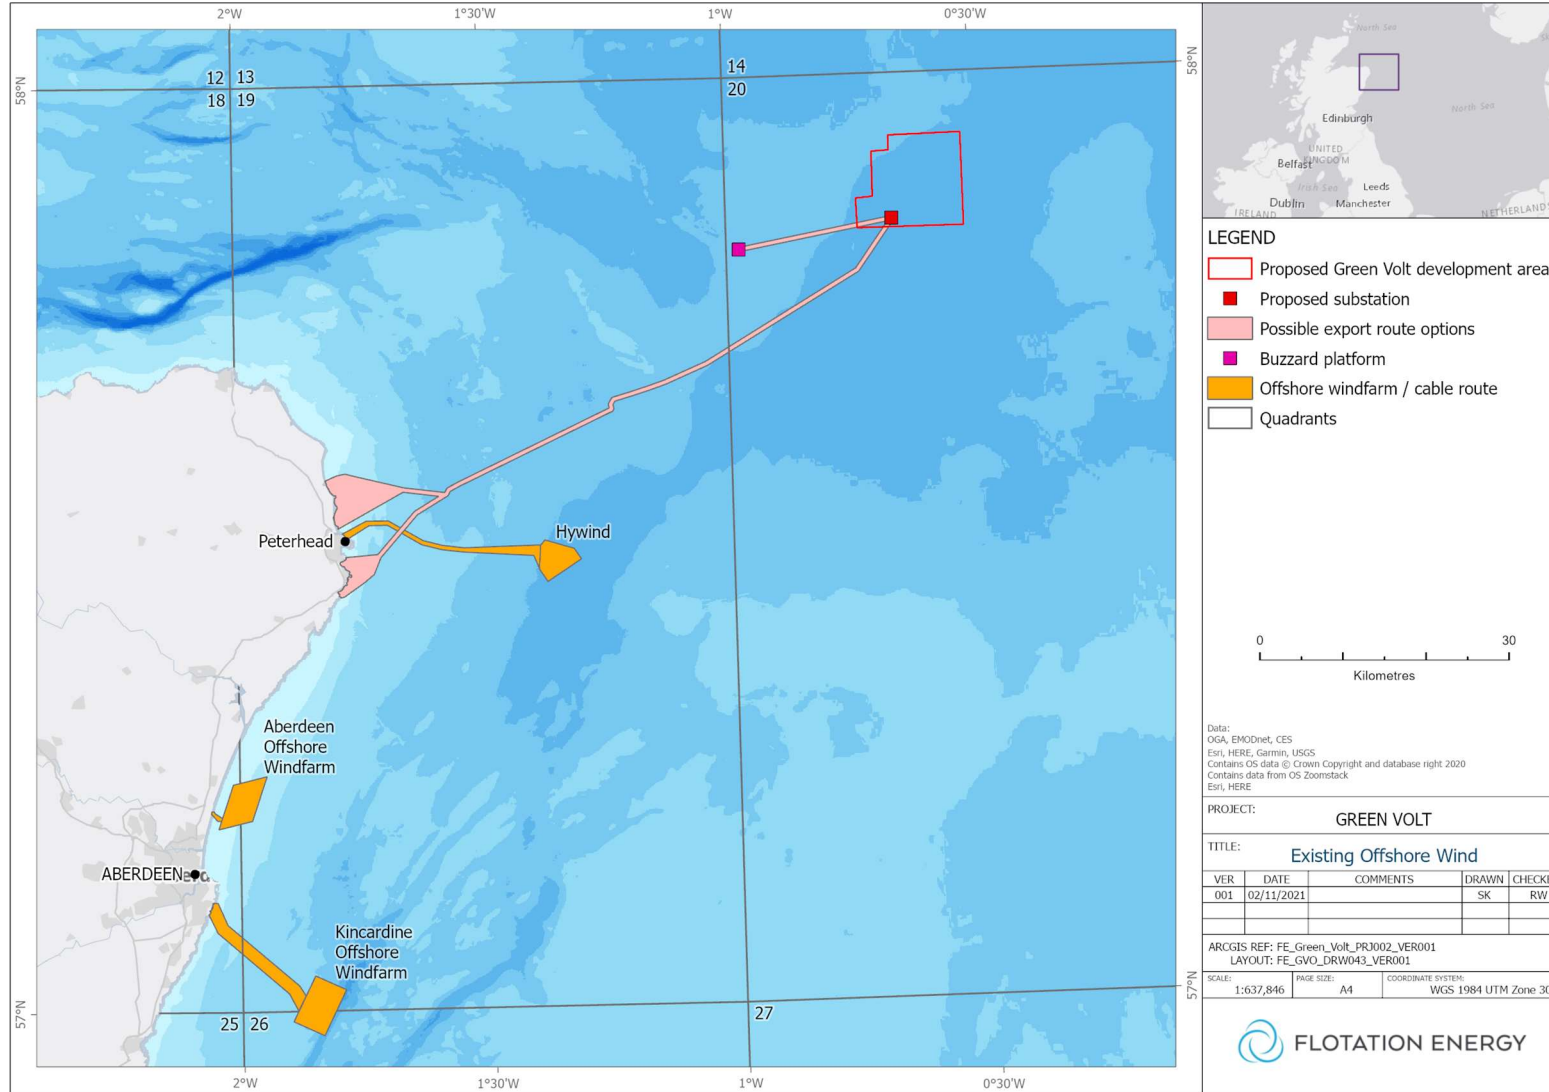 2°W
1°30'W
1°W
0°30'W
58°N
58°N
12 13
18 19
14
20
Peterhead
Hywind
Aberdeen
Offshore
Windfarm
ABERDEEN
Kincardine
Offshore
Windfarm
57°N
57°N
25 26
27
2°W
1°30'W
1°W
0°30'W
North Sea
North Sea
Edinburgh
UNITED
KINGDOM
Belfast
Irish Sea
Leeds
Dublin
Manchester
IRELAND
NETHERLANDS
LEGEND
Proposed Green Volt development area
Proposed substation
Possible export route options
Buzzard platform
Offshore windfarm / cable route
Quadrants
0 30
Kilometres
Data:
OGA, EMODnet, CES
Esri, HERE, Garmin, USGS
Contains OS data © Crown Copyright and database right 2020
Contains data from OS Zoomstack
Esri, HERE
PROJECT:
GREEN VOLT
TITLE:
Existing Offshore Wind
VER DATE COMMENTS DRAWN CHECKE
001 02/11/2021 SK RW
ARCGIS REF: FE_Green_Volt_PRJ002_VER001
LAYOUT: FE_GVO_DRW043_VER001
SCALE: PAGE SIZE: COORDINATE SYSTEM:
1:637,846 A4 WGS 1984 UTM Zone 30
FLOTATION ENERGY